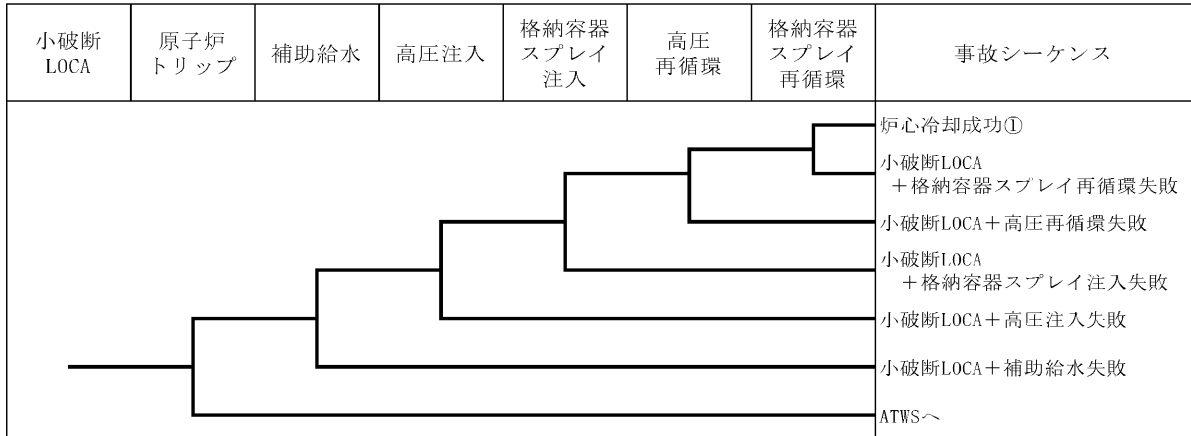 小破断
LOCA
原子炉
トリップ
補助給水
高圧注入
格納容器
スプレイ
注入
高圧
再循環
格納容器
スプレイ
再循環
事故シーケンス
炉心冷却成功①
小破断LOCA
＋格納容器スプレイ再循環失敗
小破断LOCA＋高圧再循環失敗
小破断LOCA
＋格納容器スプレイ注入失敗
小破断LOCA＋高圧注入失敗
小破断LOCA＋補助給水失敗
ATWSへ